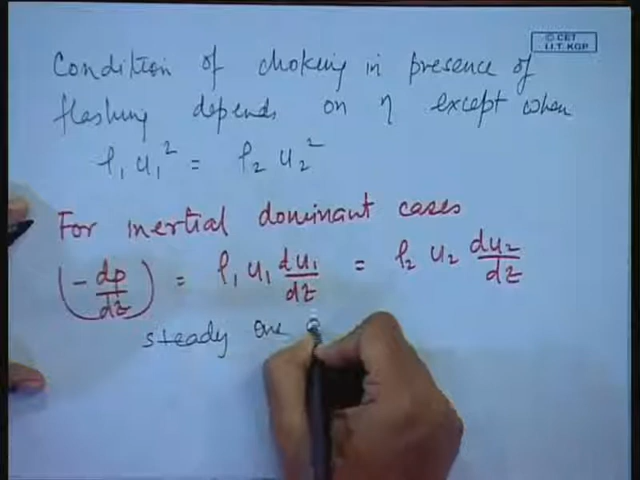 © CET
I.I.T. KGP
Condition of choking in presence of
flashing depends on η except when
ρ₁ u₁² = ρ₂ u₂²
For inertial dominant cases
(- dp/dz) = ρ₁ u₁ du₁/dz = ρ₂ u₂ du₂/dz
steady one